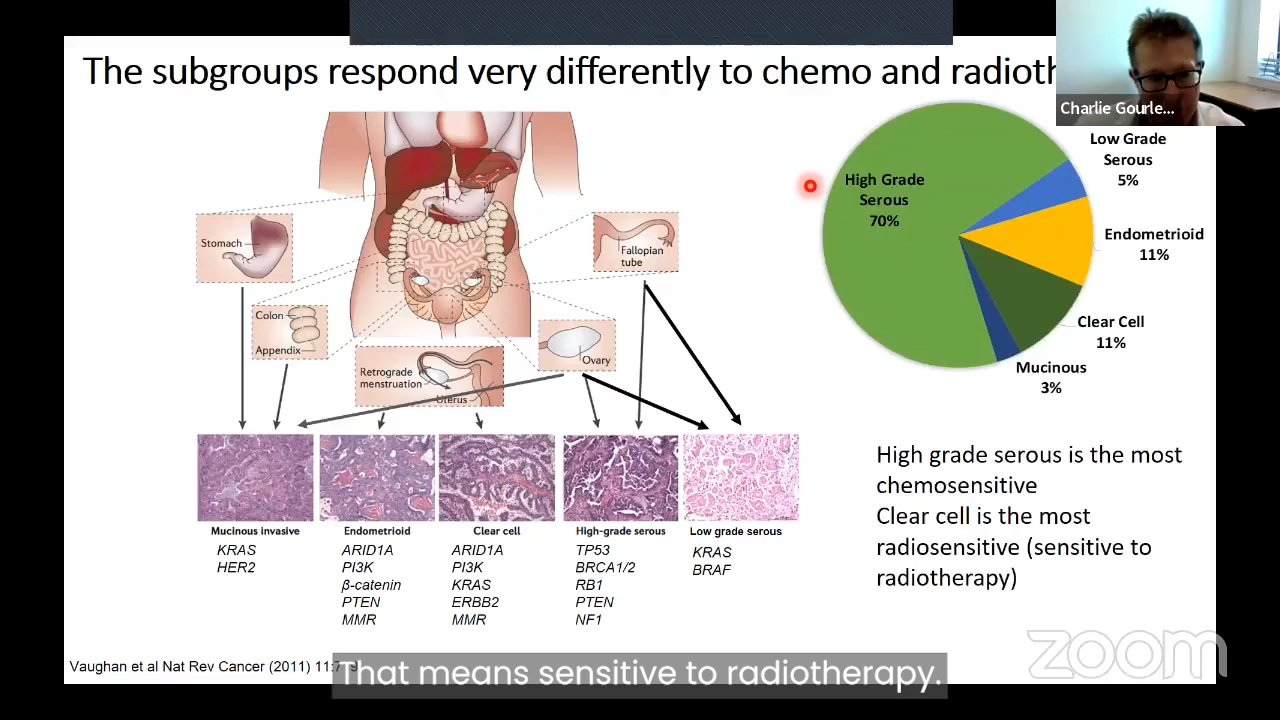 The subgroups respond very differently to chemo and radioth
Charlie Gourle...
Stomach
Colon
Appendix
Retrograde
menstruation
Uterus
Fallopian
tube
Ovary
High Grade
Serous
70%
Low Grade
Serous
5%
Endometrioid
11%
Clear Cell
11%
Mucinous
3%
Mucinous invasive
KRAS
HER2
Endometrioid
ARID1A
PI3K
β-catenin
PTEN
MMR
Clear cell
ARID1A
PI3K
KRAS
ERBB2
MMR
High-grade serous
TP53
BRCA1/2
RB1
PTEN
NF1
Low grade serous
KRAS
BRAF
High grade serous is the most
chemosensitive
Clear cell is the most
radiosensitive (sensitive to
radiotherapy)
Vaughan et al Nat Rev Cancer (2011) 11:
That means sensitive to radiotherapy.
zoom